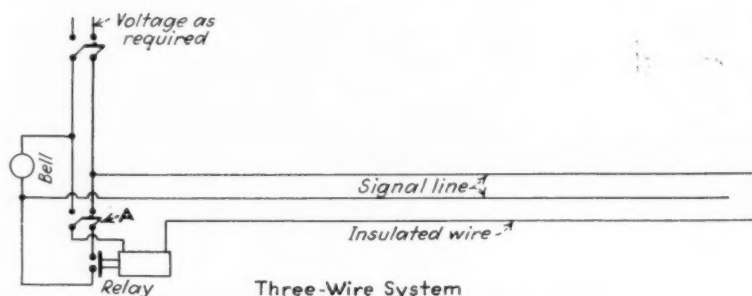 Voltage as
required
Bell
Signal line
A
Insulated wire
Relay
Three-Wire System